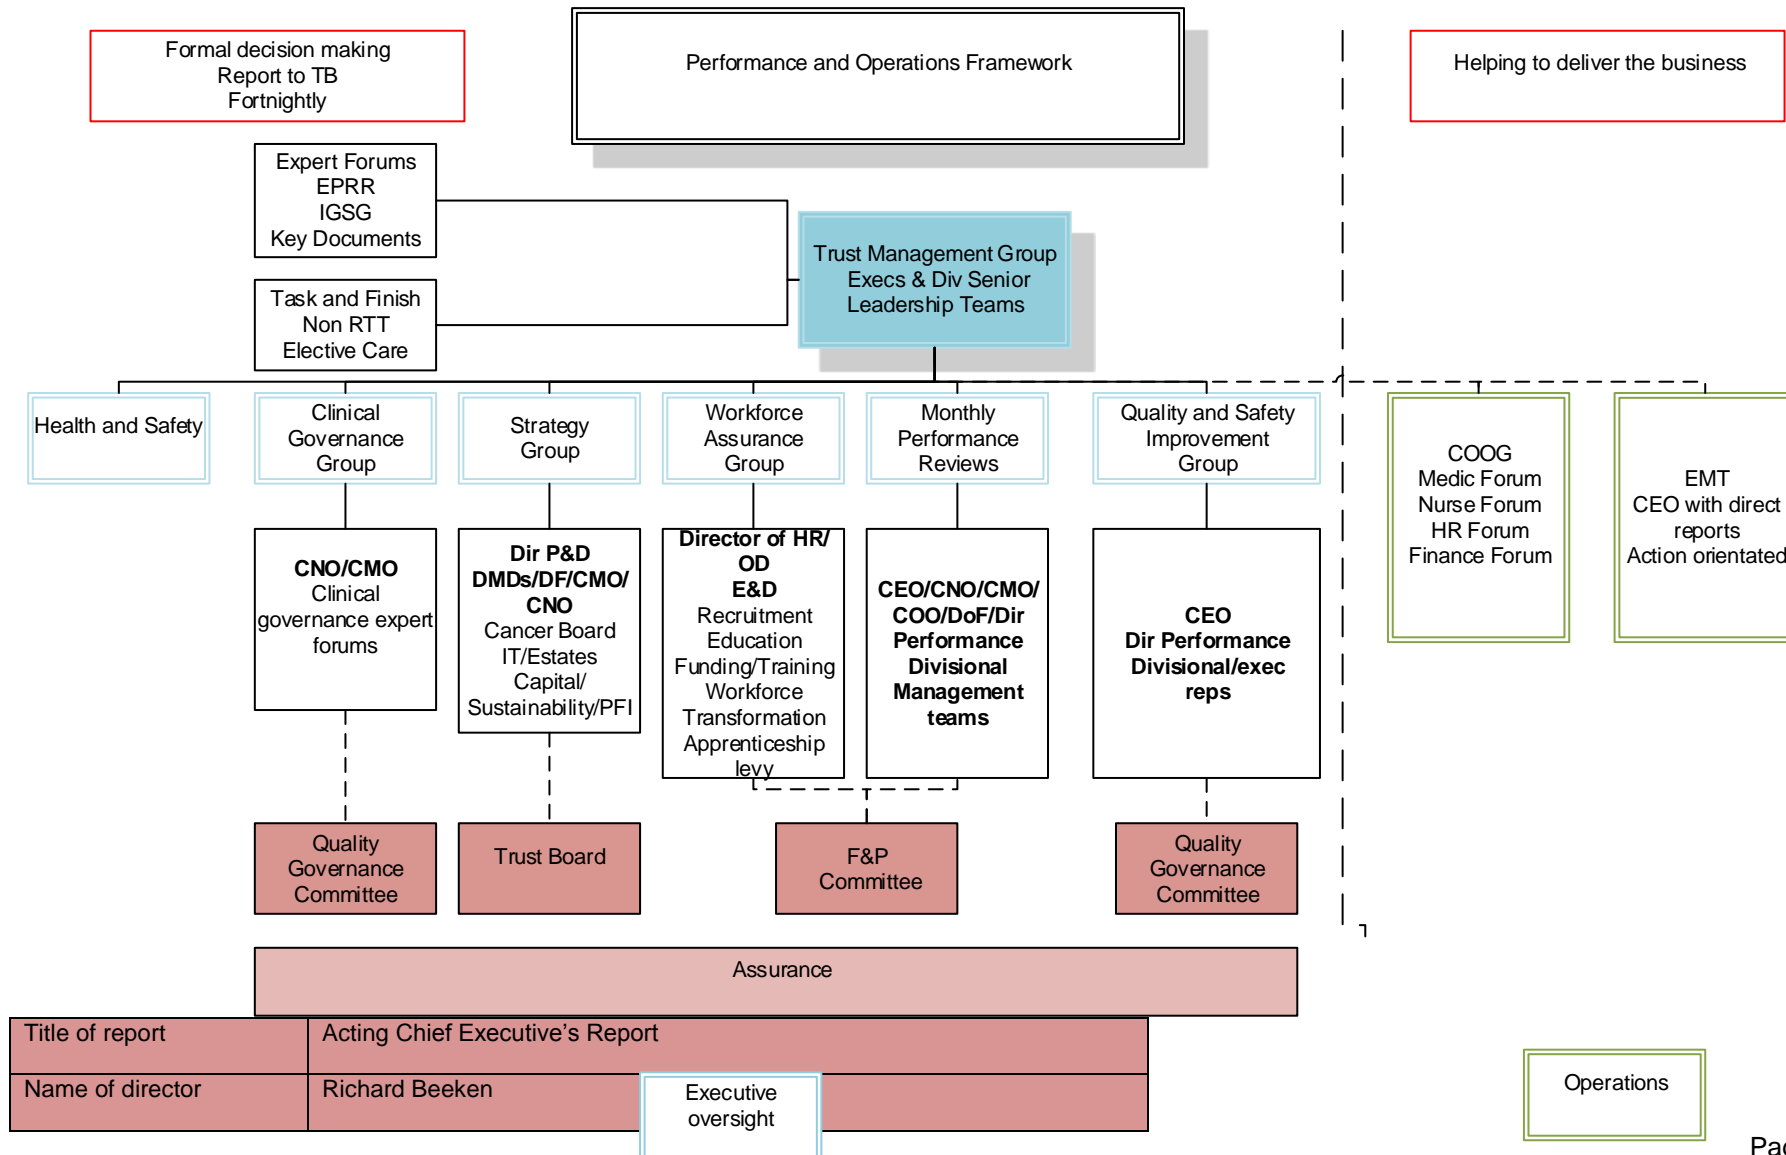 Formal decision making
Report to TB
Fortnightly
Performance and Operations Framework
Helping to deliver the business
Expert Forums
EPRR
IGSG
Key Documents
Task and Finish
Non RTT
Elective Care
Trust Management Group
Execs & Div Senior
Leadership Teams
Health and Safety
Clinical
Governance
Group
Strategy
Group
Workforce
Assurance
Group
Monthly
Performance
Reviews
Quality and Safety
Improvement
Group
COOG
Medic Forum
Nurse Forum
HR Forum
Finance Forum
EMT
CEO with direct
reports
Action orientated
CNO/CMO
Clinical
governance expert
forums
Dir P&D
DMDs/DF/CMO/
CNO
Cancer Board
IT/Estates
Capital/
Sustainability/PFI
Director of HR/
OD
E&D
Recruitment
Education
Funding/Training
Workforce
Transformation
Apprenticeship
levy
CEO/CNO/CMO/
COO/DoF/Dir
Performance
Divisional
Management
teams
CEO
Dir Performance
Divisional/exec
reps
Quality
Governance
Committee
Trust Board
F&P
Committee
Quality
Governance
Committee
Assurance
Title of report
Acting Chief Executive's Report
Name of director
Richard Beeken
Executive
oversight
Operations